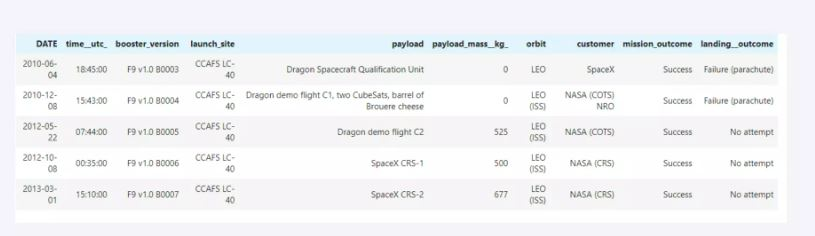 DATE time__utc_ booster_version launch_site payload payload_mass__kg_ orbit customer mission_outcome landing__outcome
2010-06-04 18:45:00 F9 v1.0 B0003 CCAFS LC-40 Dragon Spacecraft Qualification Unit 0 LEO SpaceX Success Failure (parachute)
2010-12-08 15:43:00 F9 v1.0 B0004 CCAFS LC-40 Dragon demo flight C1, two CubeSats, barrel of Brouere cheese 0 LEO (ISS) NASA (COTS) NRO Success Failure (parachute)
2012-05-22 07:44:00 F9 v1.0 B0005 CCAFS LC-40 Dragon demo flight C2 525 LEO (ISS) NASA (COTS) Success No attempt
2012-10-08 00:35:00 F9 v1.0 B0006 CCAFS LC-40 SpaceX CRS-1 500 LEO (ISS) NASA (CRS) Success No attempt
2013-03-01 15:10:00 F9 v1.0 B0007 CCAFS LC-40 SpaceX CRS-2 677 LEO (ISS) NASA (CRS) Success No attempt